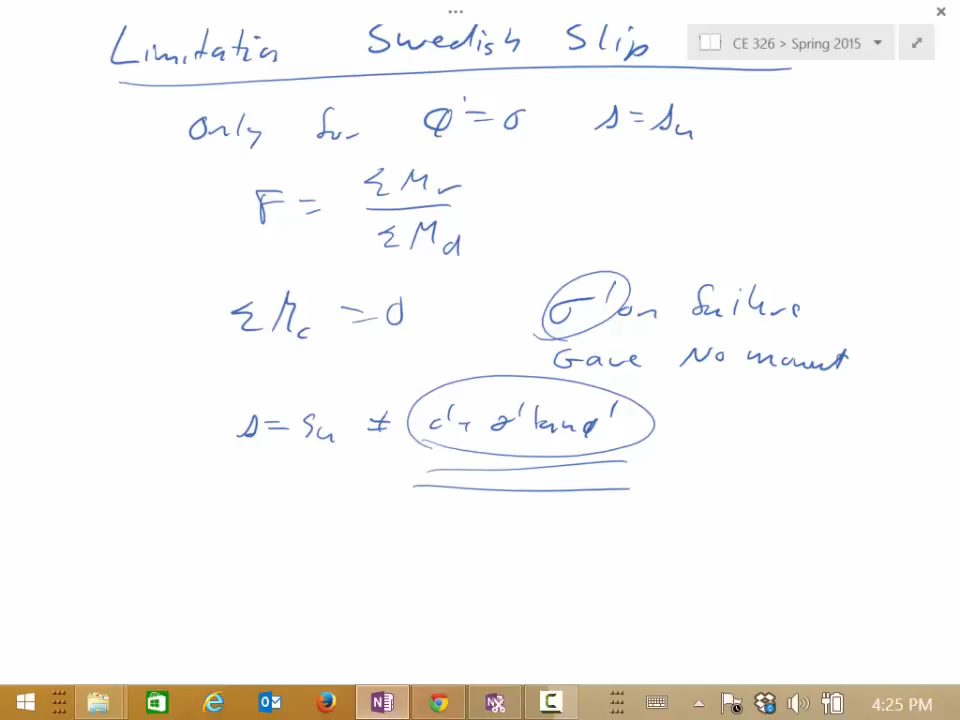 Limitation Swedish Slip
CE 326 > Spring 2015
Only for φ' = 0 s = su
F = ΣMr / ΣMd
ΣMc = 0 σ' on failure
Gave No moment
s = su ≠ c' + σ' tan φ'
4:25 PM